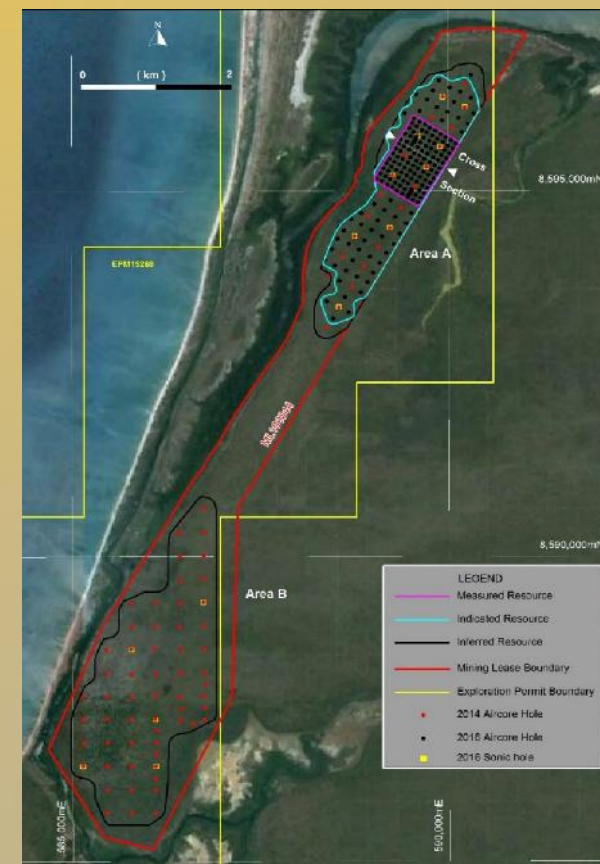 N
0 ( km ) 2
8,595,000mN
Cross
Section
Area A
EPM15268
8,590,000mN
Area B
LEGEND
Measured Resource
Indicated Resource
Inferred Resource
Mining Lease Boundary
Exploration Permit Boundary
2014 Aircore Hole
2016 Aircore Hole
2016 Sonic hole
585,000mE
590,000mE